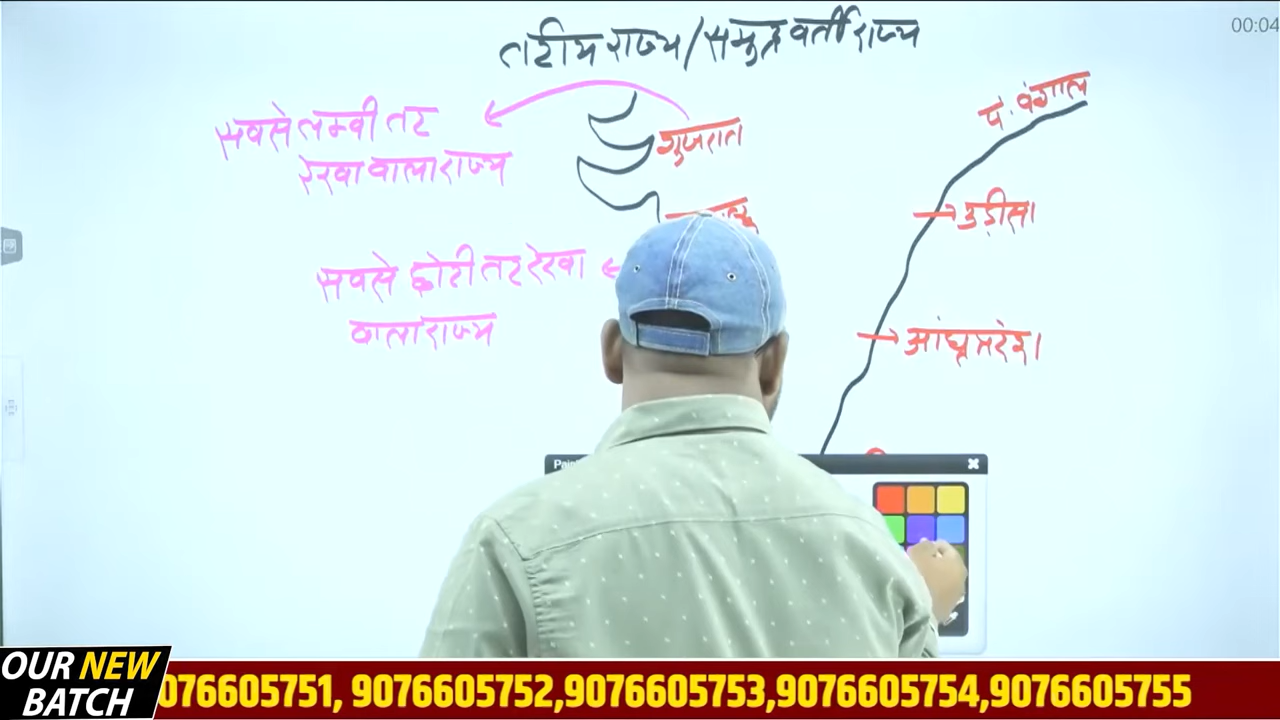 तटीय राज्य/समुद्रवर्ती राज्य
00:04
पं. बंगाल
सबसे लम्बी तट
रेखा वाला राज्य
गुजरात
उड़ीसा
सबसे छोटी तट रेखा
वाला राज्य
आंध्रप्रदेश
OUR NEW
BATCH
076605751, 9076605752,9076605753,9076605754,9076605755